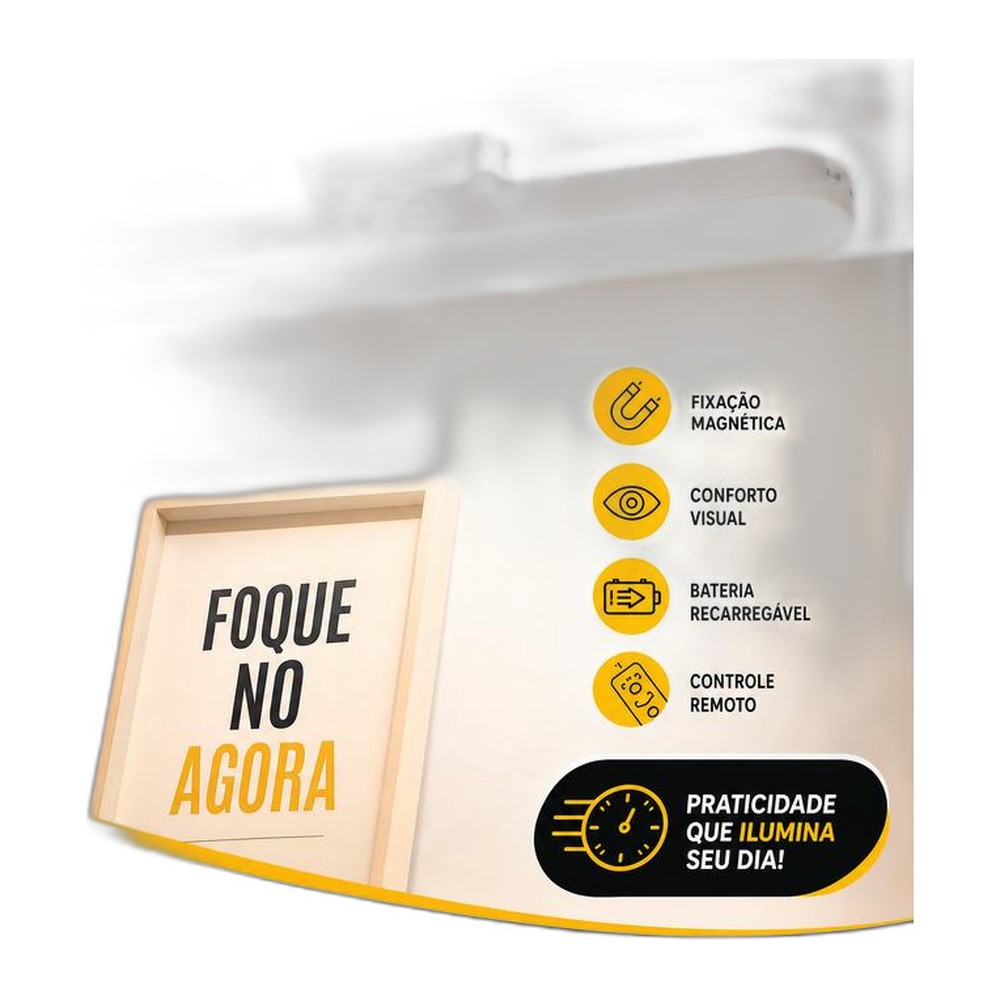 FIXAÇÃO
MAGNÉTICA
CONFORTO
VISUAL
BATERIA
RECARREGÁVEL
CONTROLE
REMOTO
FOQUE
NO
AGORA
PRATICIDADE
QUE ILUMINA
SEU DIA!